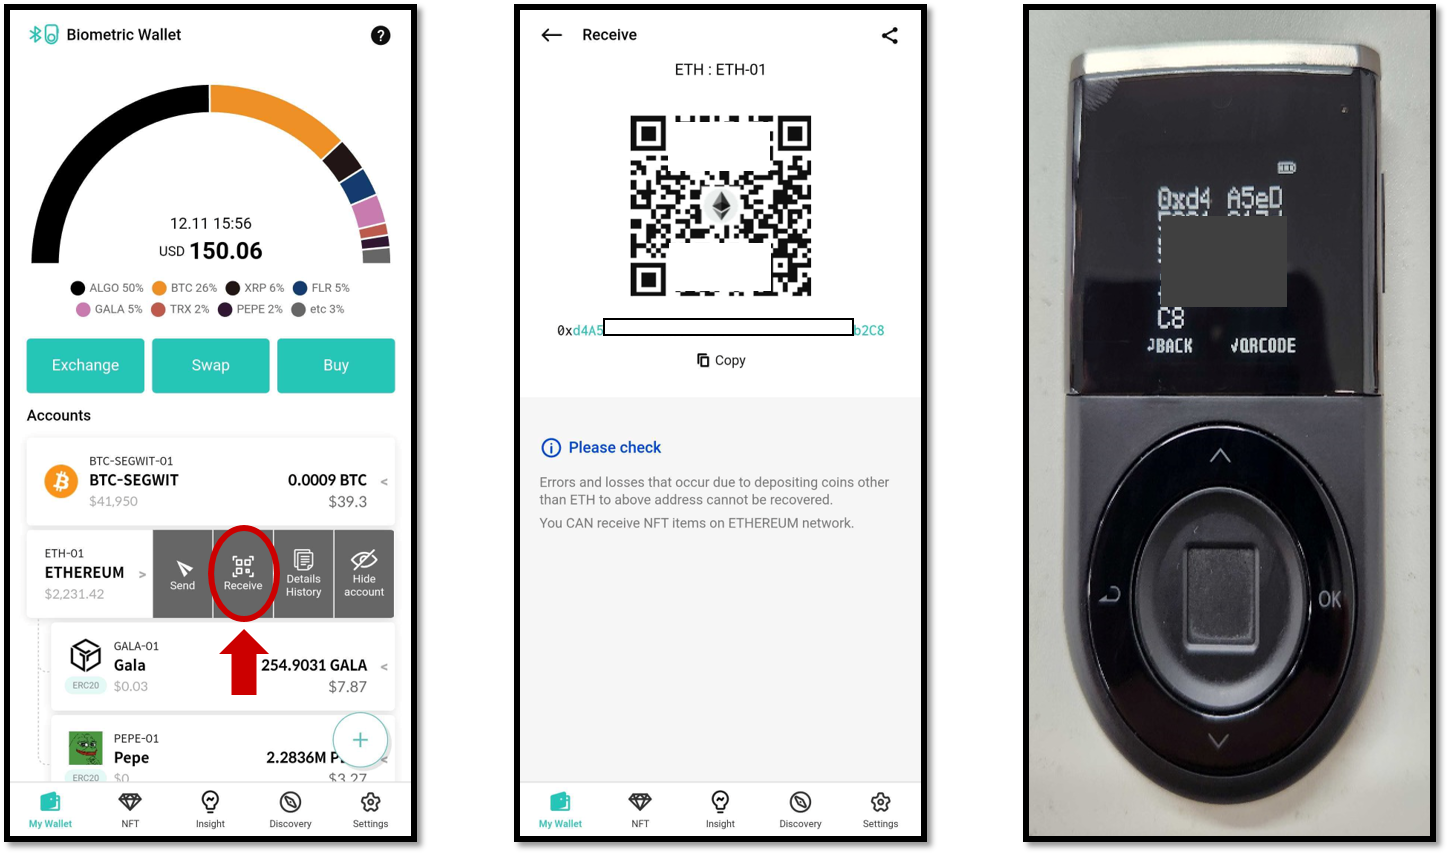 Biometric Wallet
?
12.11 15:56
USD 150.06
ALGO 50% BTC 26% XRP 6% FLR 5%
GALA 5% TRX 2% PEPE 2% etc 3%
Exchange Swap Buy
Accounts
BTC-SEGWIT-01
BTC-SEGWIT 0.0009 BTC <
$41,950 $39.3
ETH-01
ETHEREUM >
$2,231.42
Send
Receive
Details
History
Hide
account
GALA-01
Gala 254.9031 GALA <
ERC20 $0.03 $7.87
PEPE-01
Pepe 2.2836M <
ERC20 $0 $3.27
+
My Wallet NFT Insight Discovery Settings
Receive
ETH : ETH-01
0xd4A5 b2C8
Copy
Please check
Errors and losses that occur due to depositing coins other
than ETH to above address cannot be recovered.
You CAN receive NFT items on ETHEREUM network.
My Wallet NFT Insight Discovery Settings
0xd4 A5eD
C8
BACK QRCODE
OK